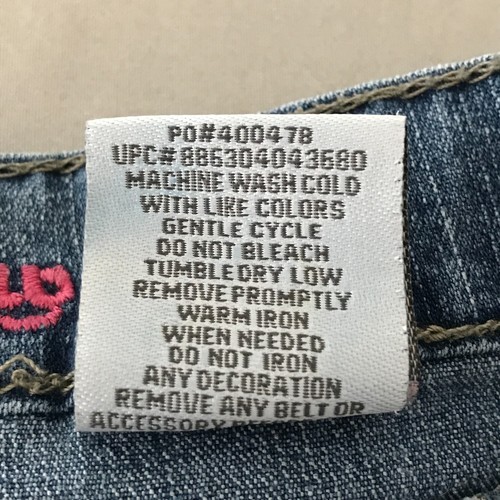 PO#400478
UPC#886304043680
MACHINE WASH COLD
WITH LIKE COLORS
GENTLE CYCLE
DO NOT BLEACH
TUMBLE DRY LOW
REMOVE PROMPTLY
WARM IRON
WHEN NEEDED
DO NOT IRON
ANY DECORATION
REMOVE ANY BELT OR
ACCESSORY